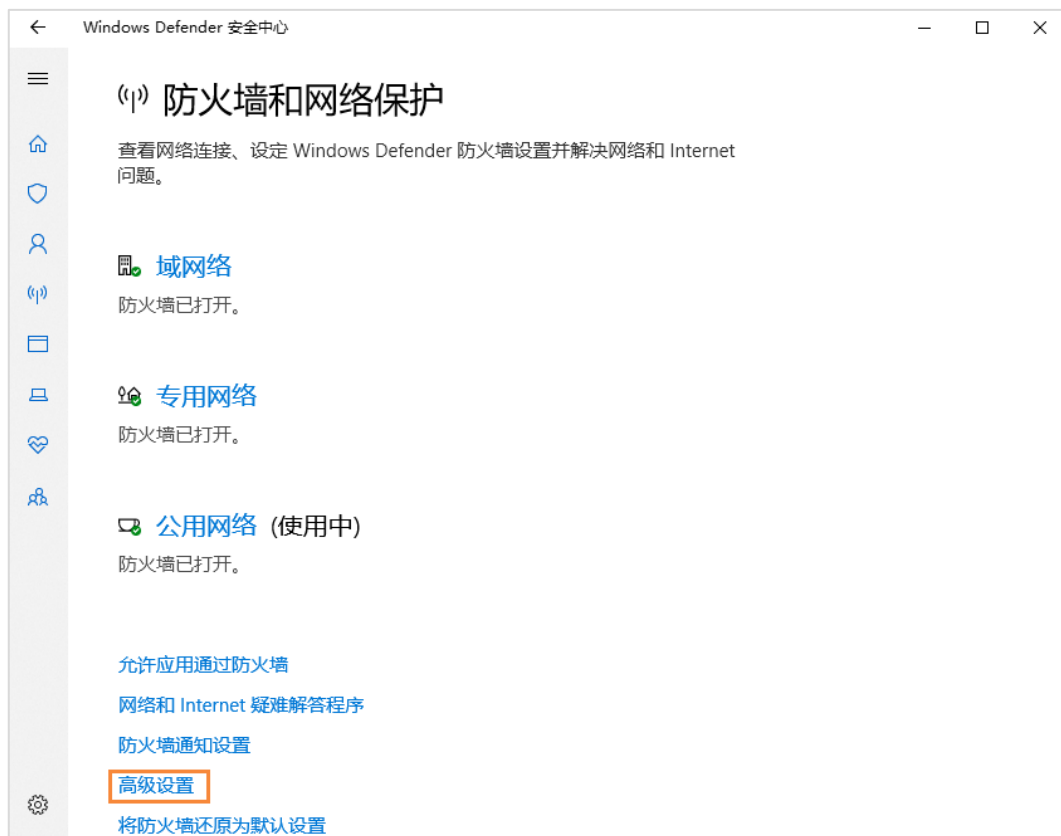 Windows Defender 安全中心
防火墙和网络保护
查看网络连接、设定 Windows Defender 防火墙设置并解决网络和 Internet
问题。
域网络
防火墙已打开。
专用网络
防火墙已打开。
公用网络 (使用中)
防火墙已打开。
允许应用通过防火墙
网络和 Internet 疑难解答程序
防火墙通知设置
高级设置
将防火墙还原为默认设置